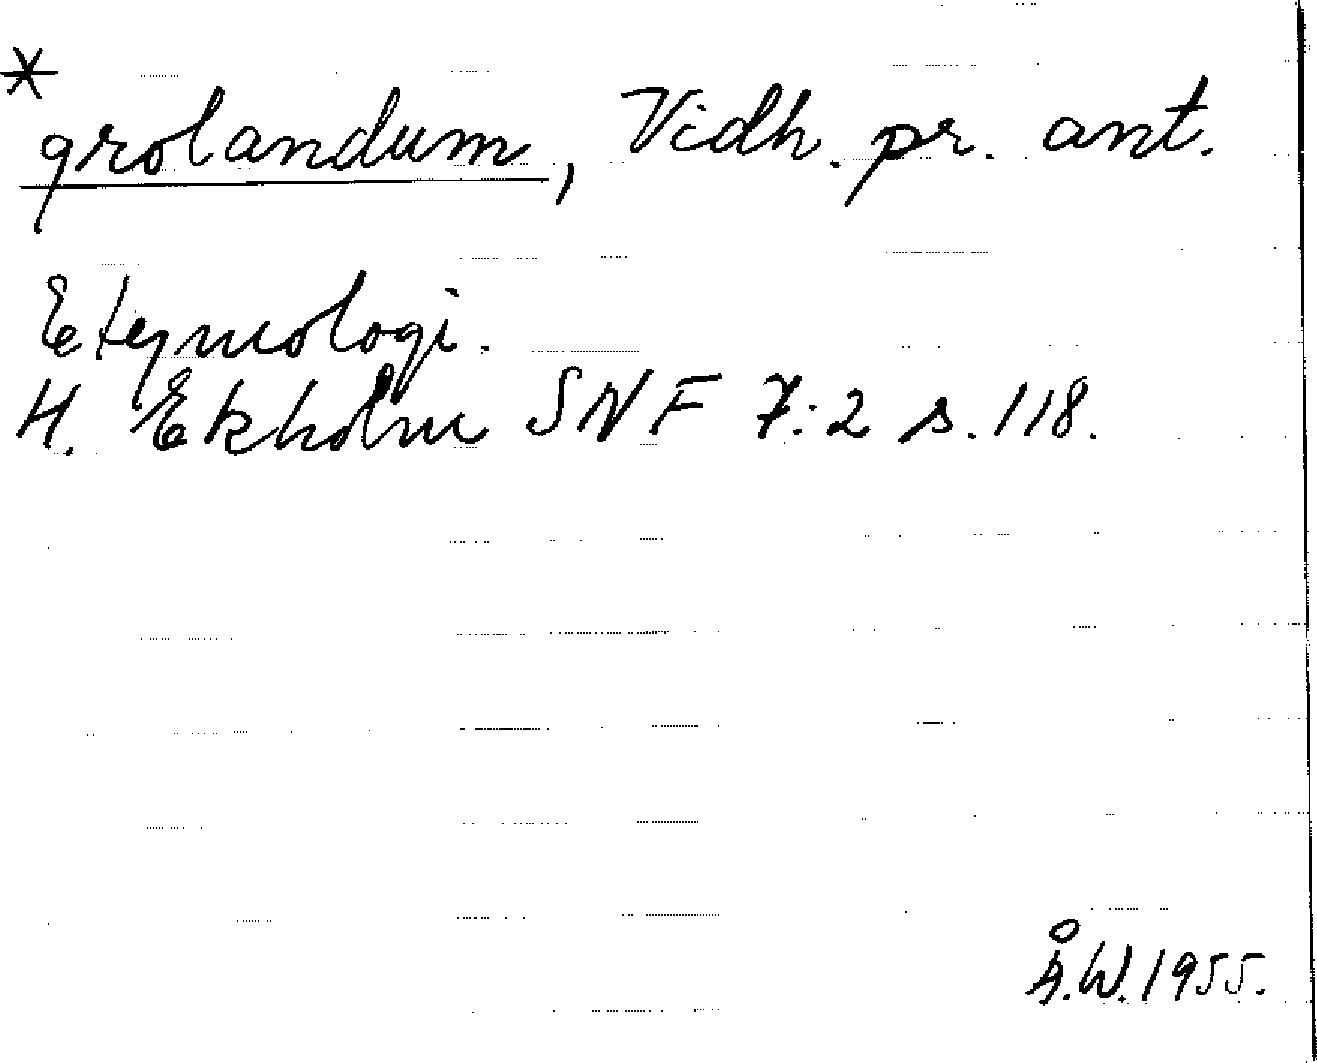 *
grolandum, Vidh. pr. ant.
Etymologi.
H. Ekholm SNF 7:2 s. 118.
Å.W. 1955.